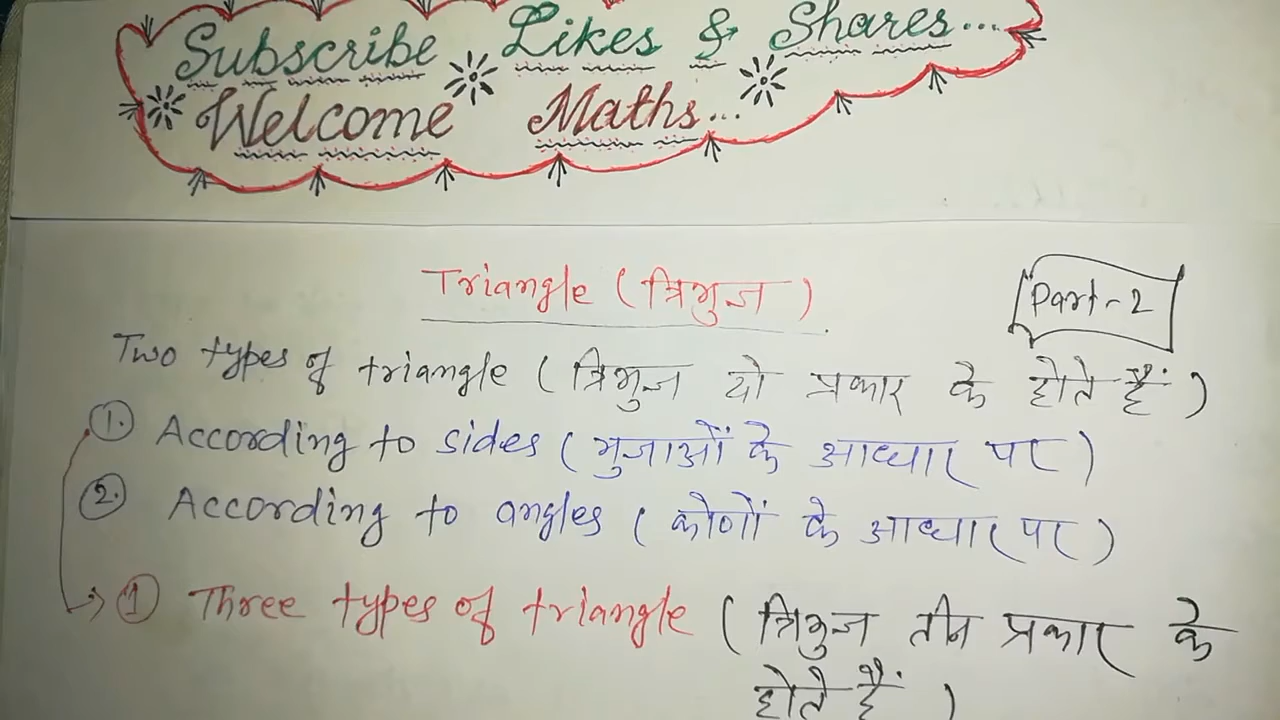 Subscribe Likes & Shares...
Welcome Maths...
Triangle (त्रिभुज)
Part-2
Two types of triangle (त्रिभुज दो प्रकार के होते हैं)
1. According to sides (भुजाओं के आधार पर)
2. According to angles (कोणों के आधार पर)
→ 1 Three types of triangle (त्रिभुज तीन प्रकार के
होते हैं)